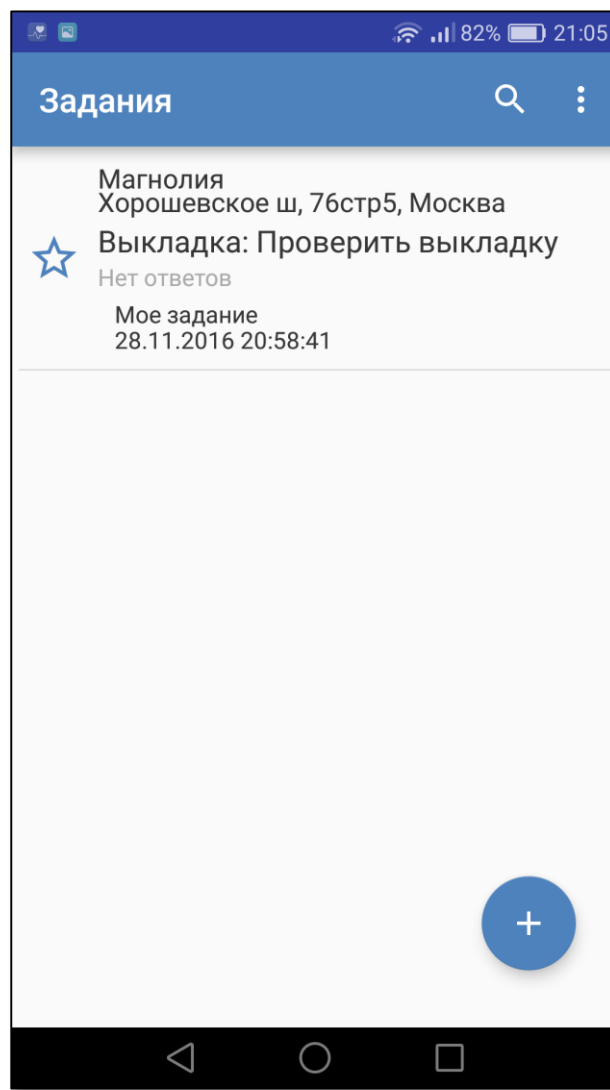 82% 21:05
Задания
Магнолия
Хорошевское ш, 76стр5, Москва
Выкладка: Проверить выкладку
Нет ответов
Мое задание
28.11.2016 20:58:41